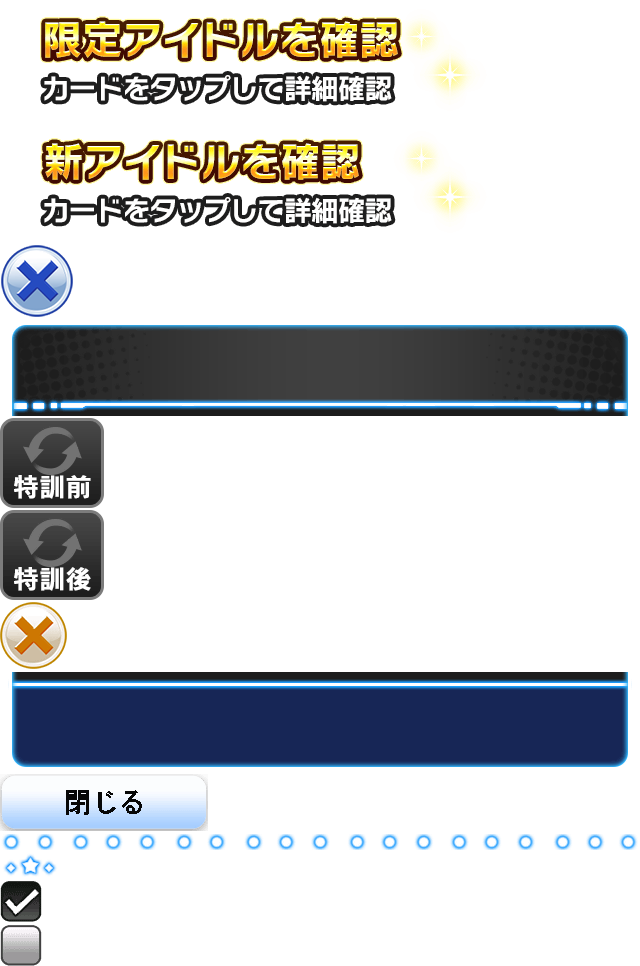 限定アイドルを確認
カードをタップして詳細確認
新アイドルを確認
カードをタップして詳細確認
特訓前
特訓後
閉じる